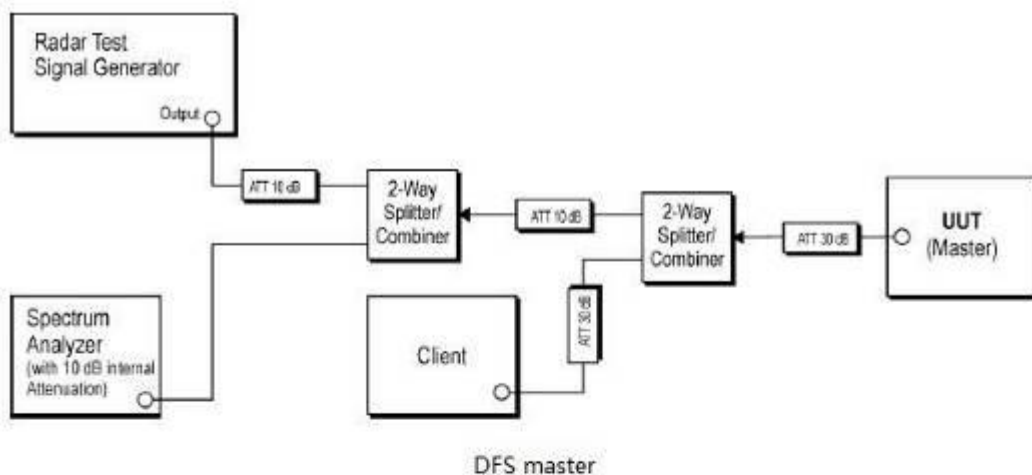 Radar Test
Signal Generator
Output
ATT 10 dB
2-Way
Splitter/
Combiner
ATT 10 dB
2-Way
Splitter/
Combiner
ATT 30 dB
UUT
(Master)
Spectrum
Analyzer
(with 10 dB internal
Attenuation)
Client
ATT 30 dB
DFS master